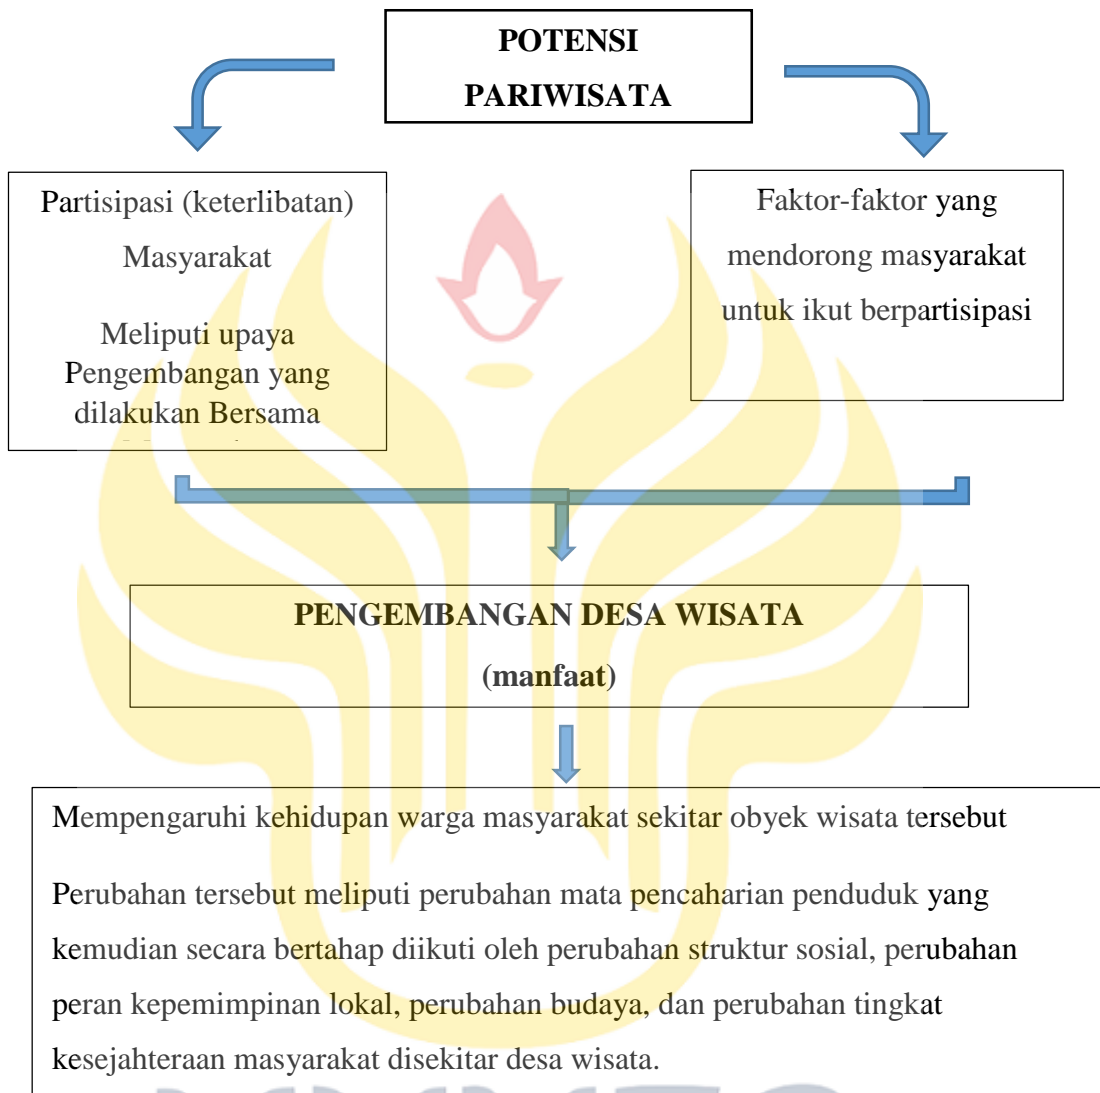 POTENSI
PARIWISATA
Partisipasi (keterlibatan)
Masyarakat
Meliputi upaya
Pengembangan yang
dilakukan Bersama
Faktor-faktor yang
mendorong masyarakat
untuk ikut berpartisipasi
PENGEMBANGAN DESA WISATA
(manfaat)
Mempengaruhi kehidupan warga masyarakat sekitar obyek wisata tersebut
Perubahan tersebut meliputi perubahan mata pencaharian penduduk yang
kemudian secara bertahap diikuti oleh perubahan struktur sosial, perubahan
peran kepemimpinan lokal, perubahan budaya, dan perubahan tingkat
kesejahteraan masyarakat disekitar desa wisata.